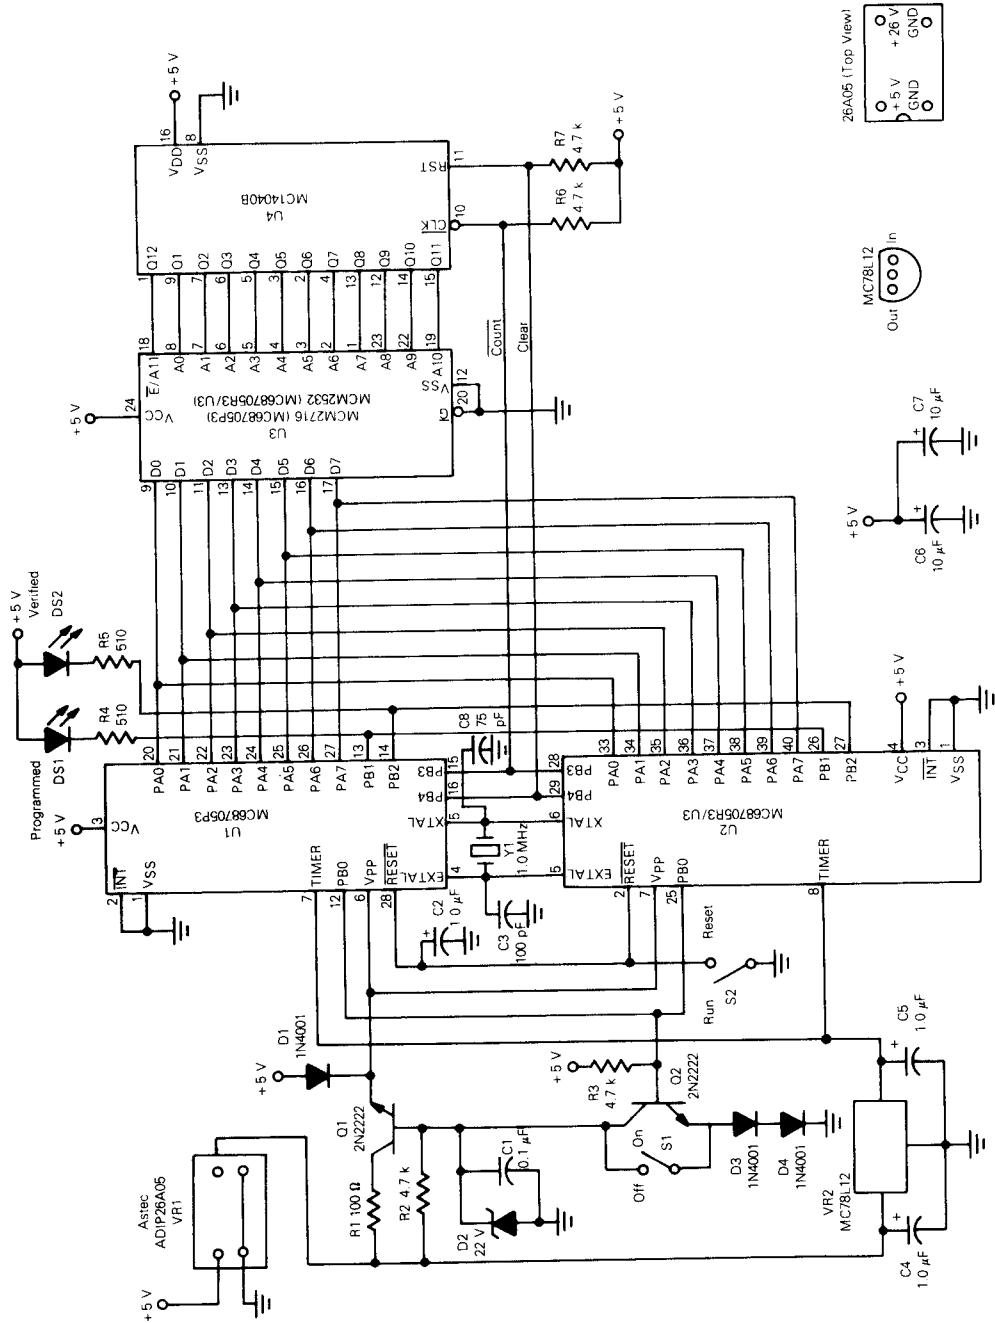 +5 V
Astec
ADIP26A05
VR1
+5 V
D1
1N4001
Q1
2N2222
R1 100 Ω
R2 4.7 k
D2
22 V
C1
0.1 µF
+5 V
R3
4.7 k
Q2
2N2222
On
Off
S1
D3
1N4001
D4
1N4001
VR2
MC78L12
C4
1.0 µF
C5
1.0 µF
Run
Reset
S2
C2
1.0 µF
C3
100 pF
Y1
1.0 MHz
C8
75
pF
+5 V
3
VCC
U1
MC68705P3
2
INT
1
VSS
7
TIMER
12
PB0
6
VPP
28
RESET
4
EXTAL
5
XTAL
16
PB4
15
PB3
20
PA0
21
PA1
22
PA2
23
PA3
24
PA4
25
PA5
26
PA6
27
PA7
13
PB1
14
PB2
U2
MC68705R3/U3
5
EXTAL
6
XTAL
29
PB4
28
PB3
2
RESET
7
VPP
25
PB0
8
TIMER
33
PA0
34
PA1
35
PA2
36
PA3
37
PA4
38
PA5
39
PA6
40
PA7
26
PB1
27
PB2
4
VCC
+5 V
3
INT
1
VSS
Programmed
DS1
R4
510
+5 V
Verified
DS2
R5
510
+5 V
24
VCC
U3
MCM2716 (MC68705P3)
MCM2532 (MC68705R3/U3)
9
D0
10
D1
11
D2
13
D3
14
D4
15
D5
16
D6
17
D7
18
E/A11
8
A0
7
A1
6
A2
5
A3
4
A4
3
A5
2
A6
1
A7
23
A8
22
A9
19
A10
20
G
12
VSS
U4
MC14040B
1
Q12
9
Q1
7
Q2
6
Q3
5
Q4
3
Q5
2
Q6
4
Q7
13
Q8
12
Q9
14
Q10
15
Q11
16
VDD
+5 V
8
VSS
10
CLK
11
RST
Count
Clear
R6
4.7 k
R7
4.7 k
+5 V
+5 V
C6
10 µF
C7
10 µF
MC78L12
Out
In
26A05 (Top View)
+5 V
+26 V
GND
GND